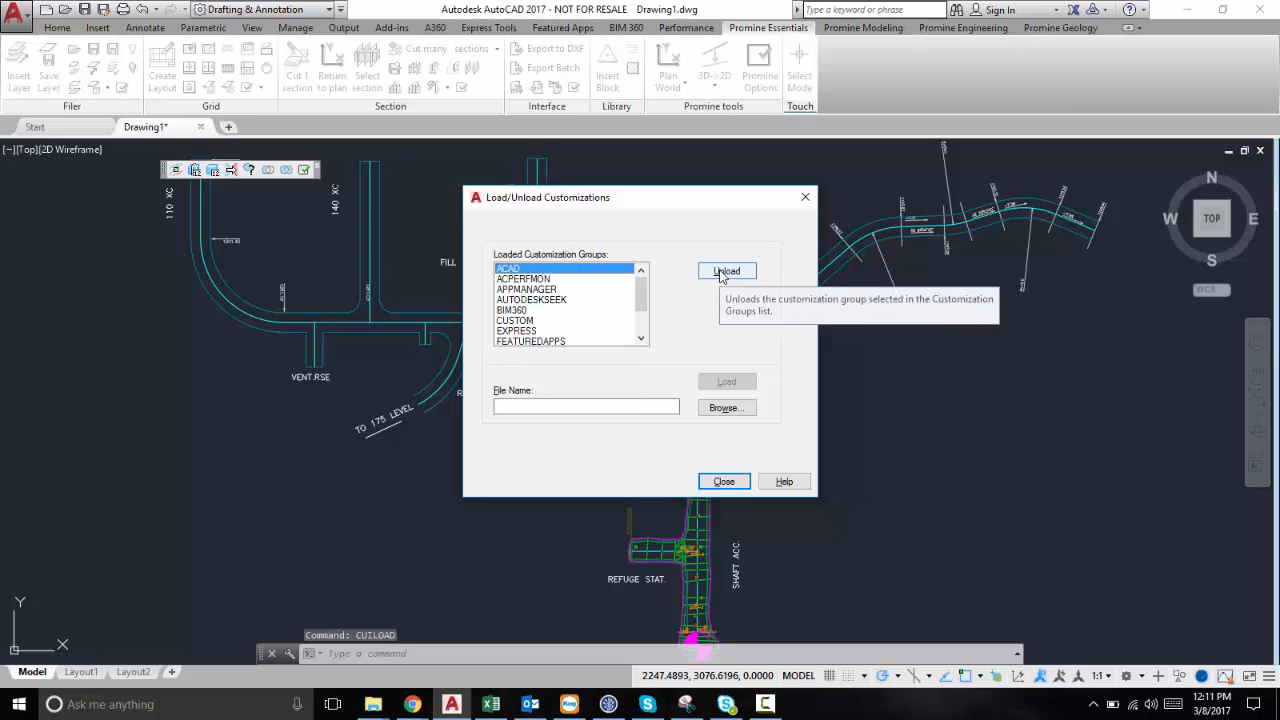 Drafting & Annotation
Autodesk AutoCAD 2017 - NOT FOR RESALE Drawing1.dwg
Type a keyword or phrase
Sign In
Home Insert Annotate Parametric View Manage Output Add-ins A360 Express Tools Featured Apps BIM 360 Performance Promine Essentials Promine Modeling Promine Engineering Promine Geology
Insert Layer
Save Layer
Create Layout
Cut 1 section
Return to plan
Select Section
Cut many sections
Export to DXF
Export Batch
Insert Block
Plan World
3D->2D
Promine Options
Select Mode
Filer Grid Section Interface Library Promine tools Touch
Start Drawing1*
[−][Top][2D Wireframe]
110 XC
140 XC
FILL
VENT.RSE
TO 175 LEVEL
REFUGE STAT.
SHAFT ACC.
N
W TOP E
S
WCS
Load/Unload Customizations
Loaded Customization Groups:
ACAD
ACPERFMON
APPMANAGER
AUTODESKSEEK
BIM360
CUSTOM
EXPRESS
FEATUREDAPPS
Unload
Unloads the customization group selected in the Customization
Groups list.
File Name:
Load
Browse...
Close Help
Y
X
Command: CUILOAD
Type a command
Model Layout1 Layout2
2247.4893, 3076.6196, 0.0000 MODEL 1:1
Ask me anything
12:11 PM
3/8/2017